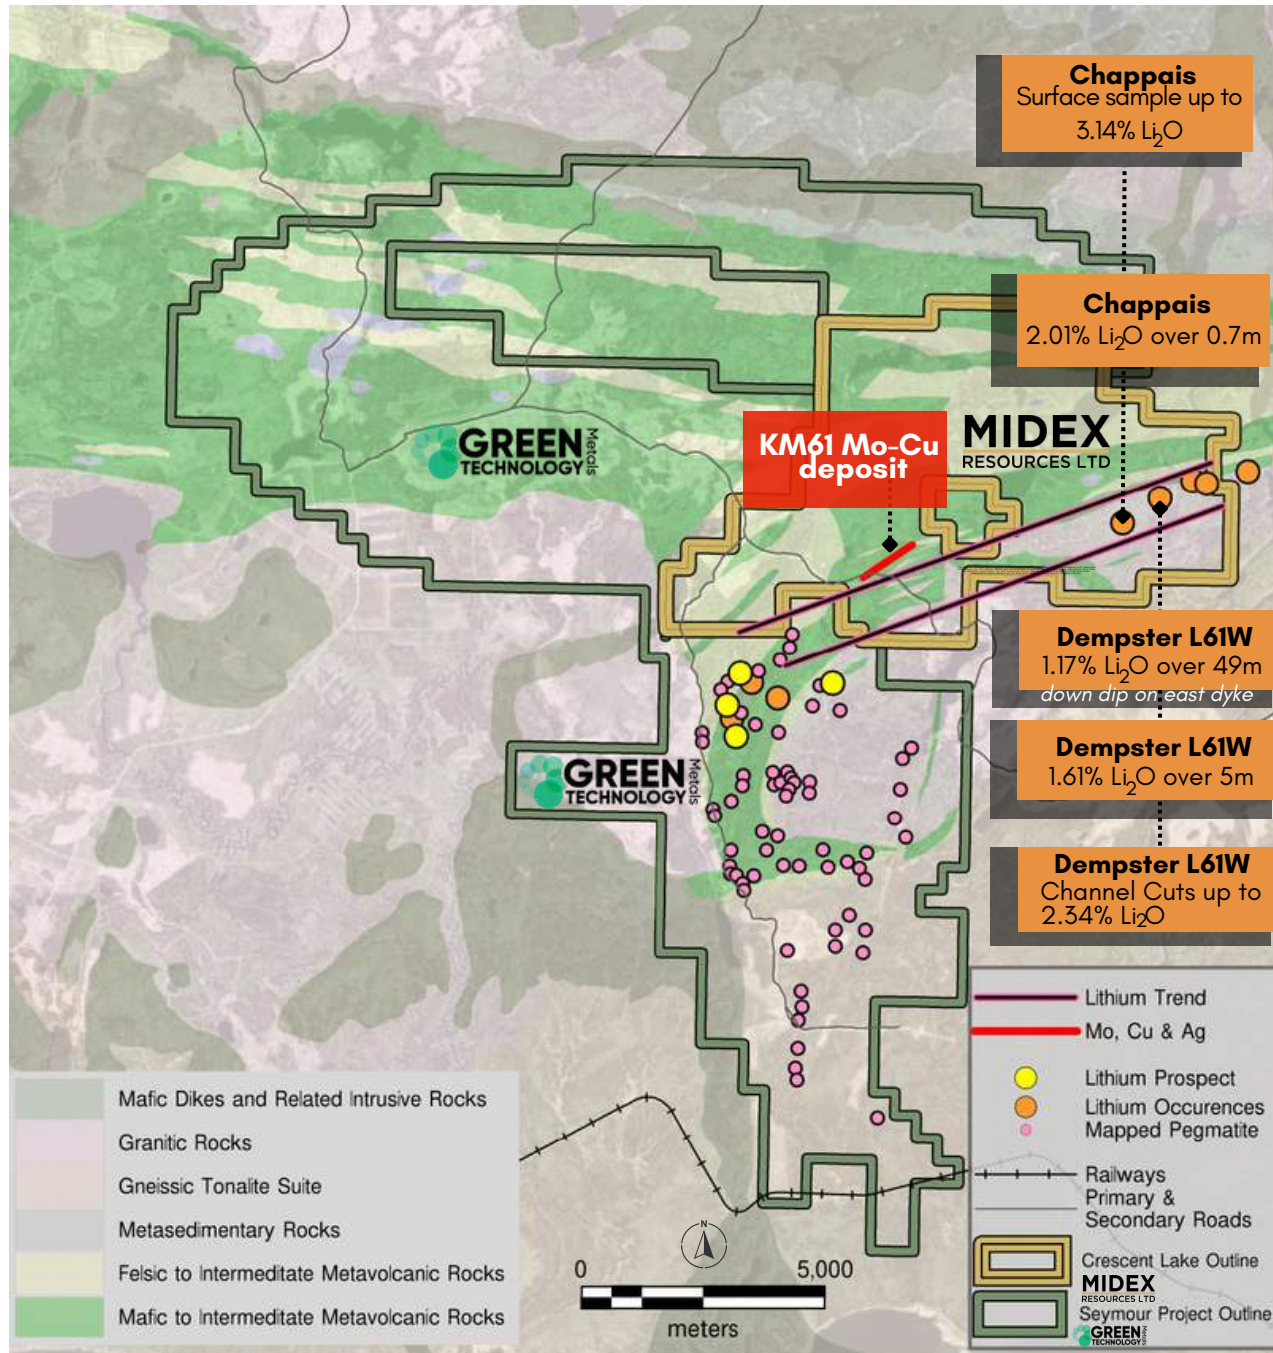 Chappais
Surface sample up to
3.14% Li2O
Chappais
2.01% Li2O over 0.7m
KM61 Mo-Cu
deposit
MIDEX
RESOURCES LTD
GREEN
TECHNOLOGY
Metals
Dempster L61W
1.17% Li2O over 49m
down dip on east dyke
GREEN
TECHNOLOGY
Metals
Dempster L61W
1.61% Li2O over 5m
Dempster L61W
Channel Cuts up to
2.34% Li2O
Lithium Trend
Mo, Cu & Ag
Lithium Prospect
Lithium Occurences
Mapped Pegmatite
Railways
Primary &
Secondary Roads
Crescent Lake Outline
MIDEX
RESOURCES LTD
Seymour Project Outline
GREEN
TECHNOLOGY
Metals
Mafic Dikes and Related Intrusive Rocks
Granitic Rocks
Gneissic Tonalite Suite
Metasedimentary Rocks
Felsic to Intermeditate Metavolcanic Rocks
Mafic to Intermeditate Metavolcanic Rocks
N
0 5,000
meters